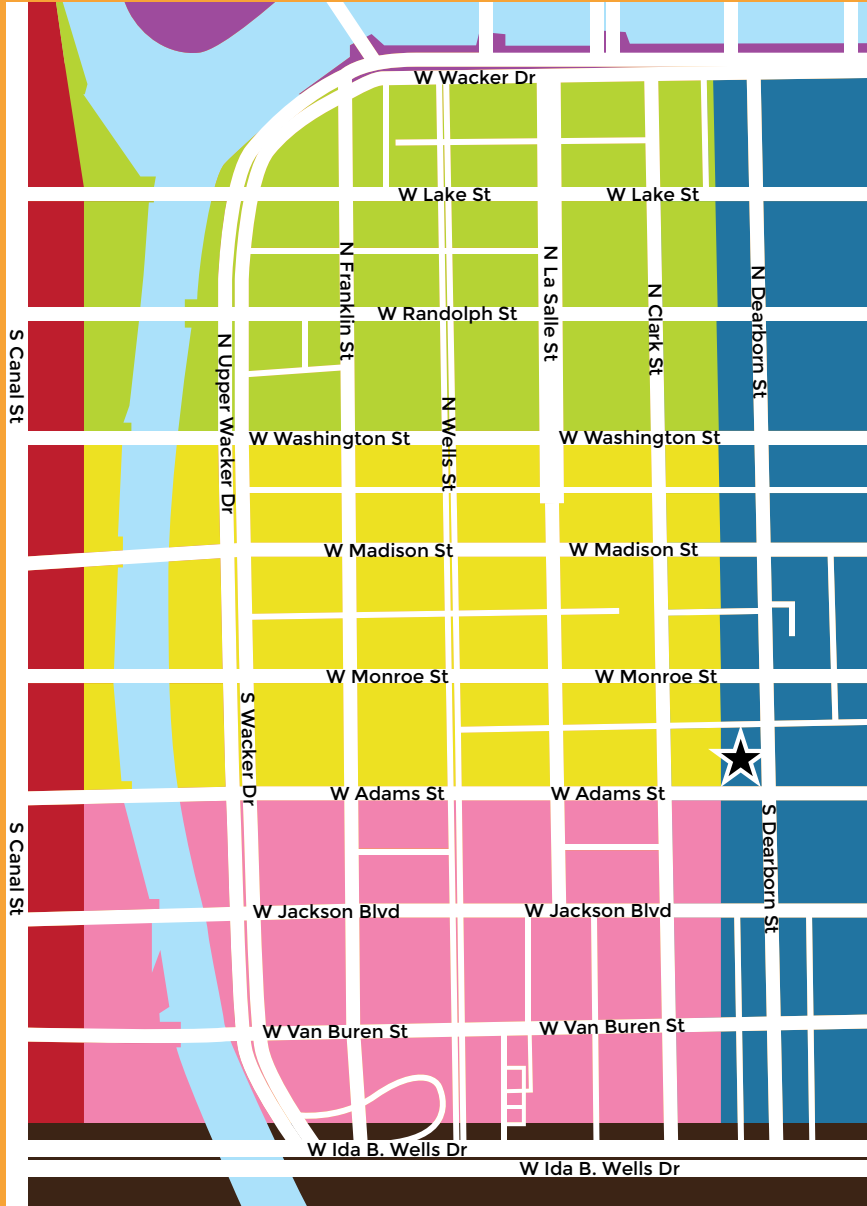 W Wacker Dr
W Lake St
W Lake St
N Franklin St
N La Salle St
N Dearborn St
N Clark St
W Randolph St
S Canal St
N Upper Wacker Dr
N Wells St
W Washington St
W Washington St
W Madison St
W Madison St
W Monroe St
W Monroe St
S Wacker Dr
W Adams St
W Adams St
S Dearborn St
S Canal St
W Jackson Blvd
W Jackson Blvd
W Van Buren St
W Van Buren St
W Ida B. Wells Dr
W Ida B. Wells Dr